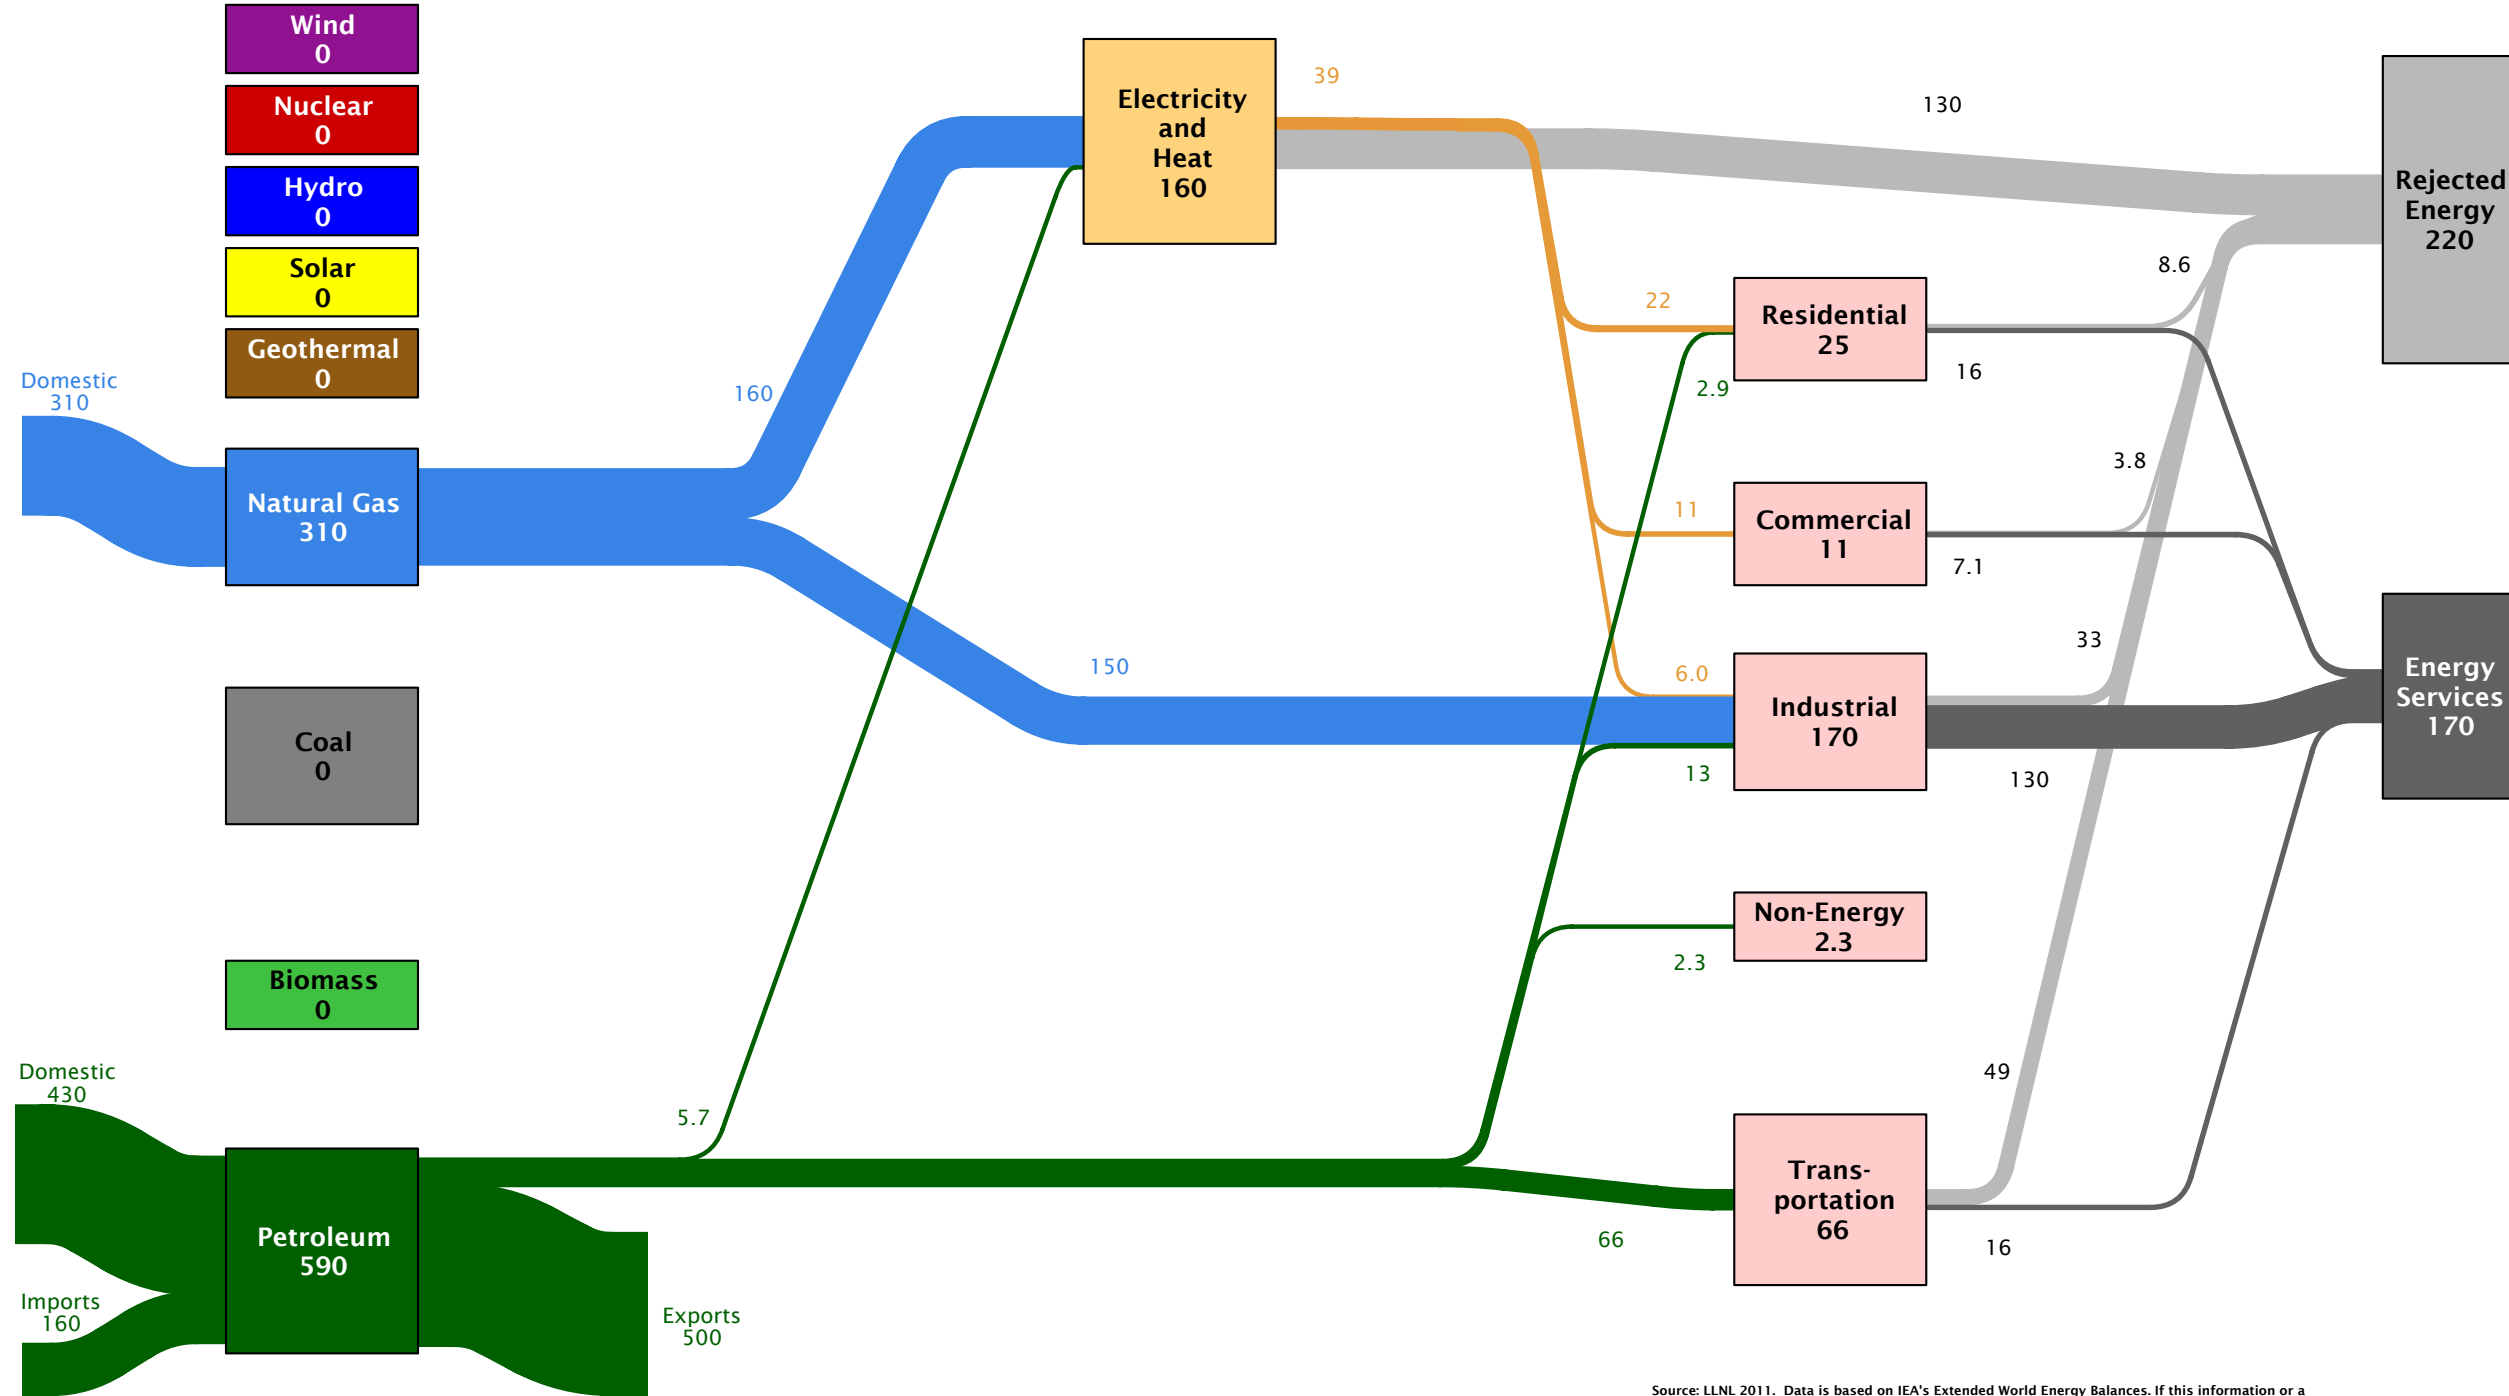 Wind
0
Nuclear
0
Hydro
0
Solar
0
Geothermal
0
Domestic
310
Natural Gas
310
Coal
0
Biomass
0
Domestic
430
Petroleum
590
Imports
160
Exports
500
160
150
5.7
Electricity
and
Heat
160
39
130
22
2.9
11
6.0
13
2.3
66
Residential
25
Commercial
11
Industrial
170
Non-Energy
2.3
Trans-
portation
66
8.6
16
3.8
7.1
33
130
49
16
Rejected
Energy
220
Energy
Services
170
Source: LLNL 2011. Data is based on IEA's Extended World Energy Balances. If this information or a